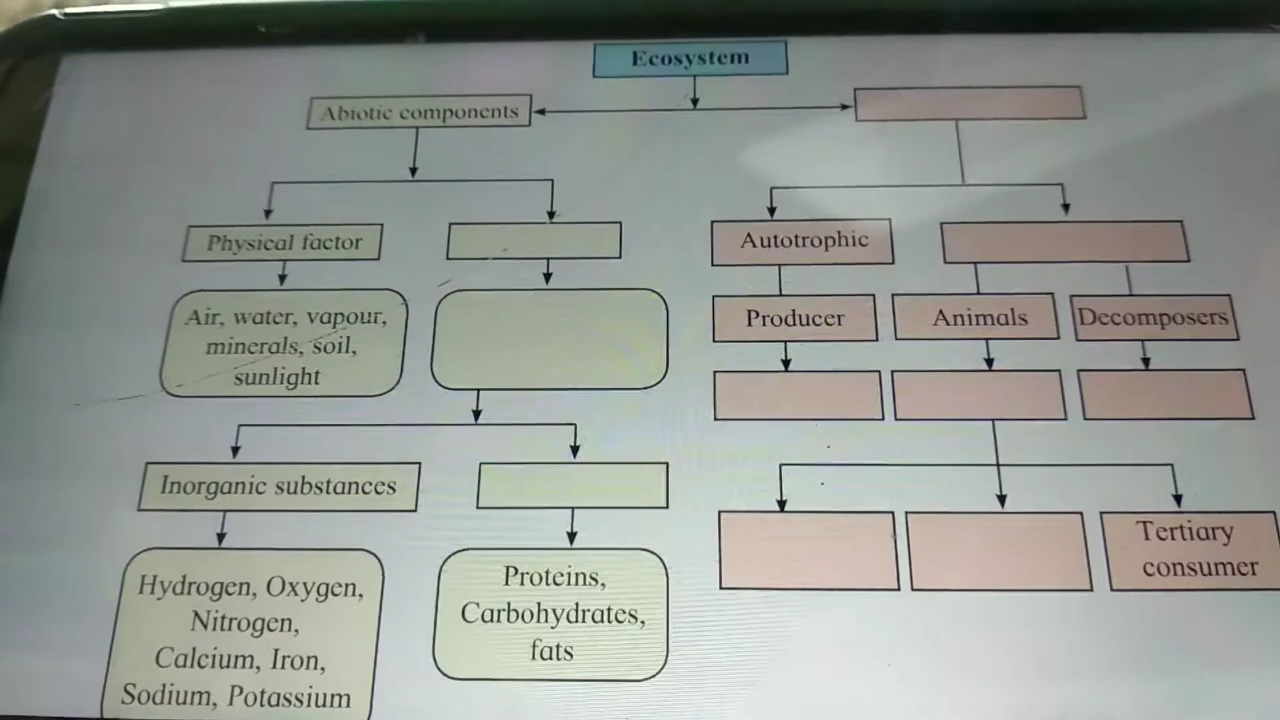 Ecosystem
Abiotic components
Physical factor
Autotrophic
Air, water, vapour,
minerals, soil,
sunlight
Producer
Animals
Decomposers
Inorganic substances
Hydrogen, Oxygen,
Nitrogen,
Calcium, Iron,
Sodium, Potassium
Proteins,
Carbohydrates,
fats
Tertiary
consumer